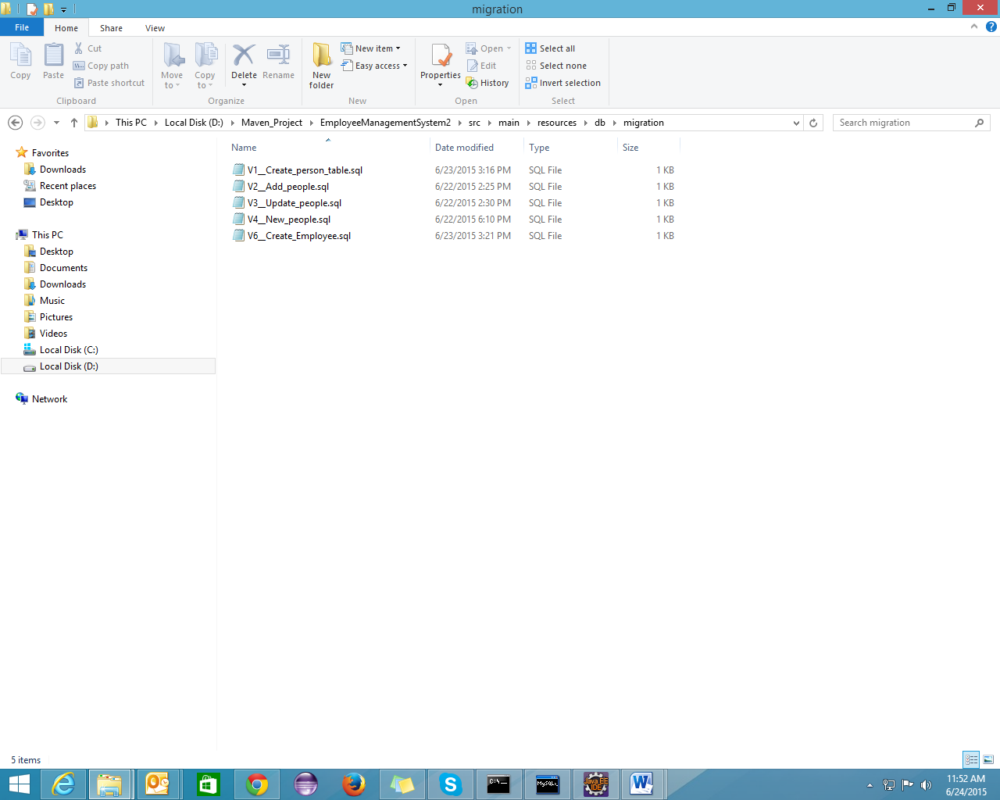 migration
File Home Share View
Copy Paste Cut Copy path Paste shortcut Clipboard
Move to Copy to Delete Rename Organize
New folder New item Easy access New
Properties Open Edit History Open
Select all Select none Invert selection Select
This PC Local Disk (D:) Maven_Project EmployeeManagementSystem2 src main resources db migration
Search migration
Favorites
Downloads
Recent places
Desktop
This PC
Desktop
Documents
Downloads
Music
Pictures
Videos
Local Disk (C:)
Local Disk (D:)
Network
Name Date modified Type Size
V1__Create_person_table.sql 6/23/2015 3:16 PM SQL File 1 KB
V2__Add_people.sql 6/22/2015 2:25 PM SQL File 1 KB
V3__Update_people.sql 6/22/2015 2:30 PM SQL File 1 KB
V4__New_people.sql 6/22/2015 6:10 PM SQL File 1 KB
V6__Create_Employee.sql 6/23/2015 3:21 PM SQL File 1 KB
5 items
Java EE
IDE
11:52 AM
6/24/2015